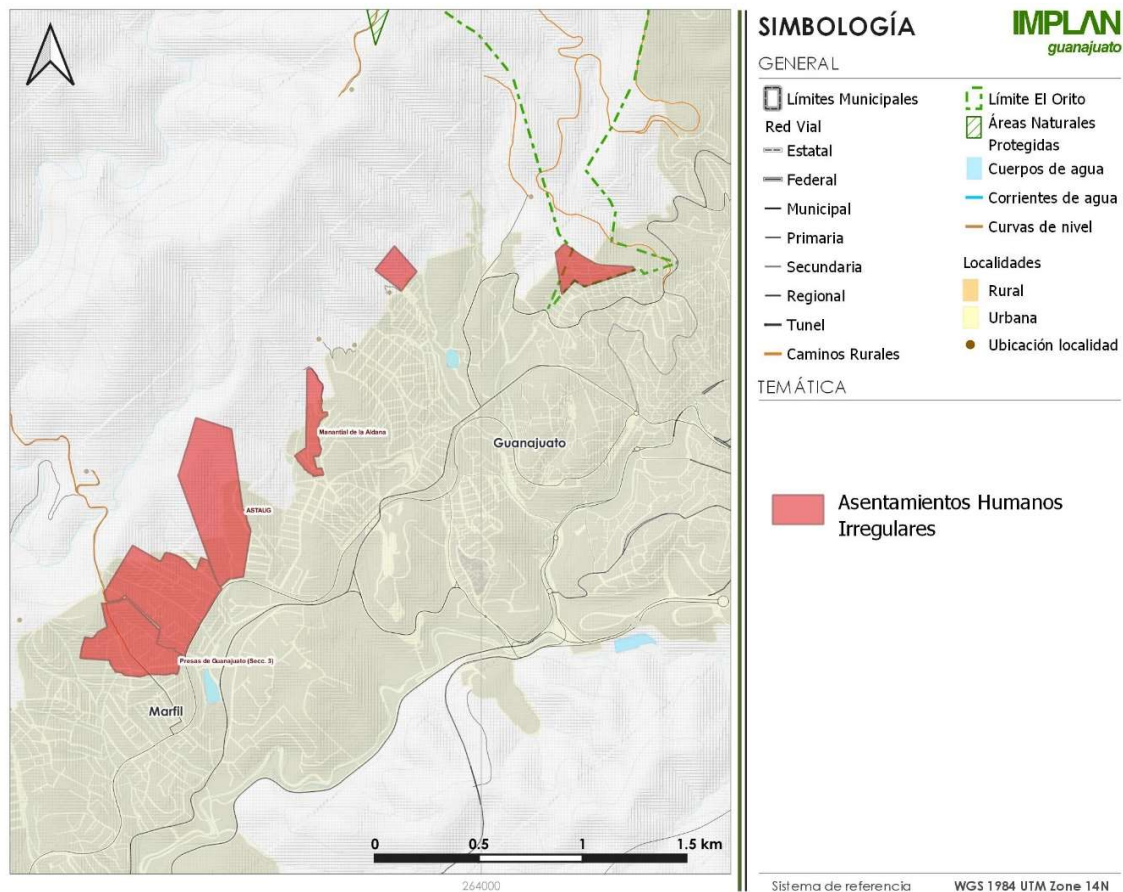 Manantial de la Aldana
Guanajuato
ASTAUG
Presas de Guanajuato (Secc. 3)
Marfil
0
0.5
1
1.5 km
264000
SIMBOLOGÍA
IMPLAN
guanajuato
GENERAL
Límites Municipales
Red Vial
Estatal
Federal
Municipal
Primaria
Secundaria
Regional
Tunel
Caminos Rurales
Límite El Orito
Áreas Naturales
Protegidas
Cuerpos de agua
Corrientes de agua
Curvas de nivel
Localidades
Rural
Urbana
Ubicación localidad
TEMÁTICA
Asentamientos Humanos
Irregulares
Sistema de referencia
WGS 1984 UTM Zone 14N